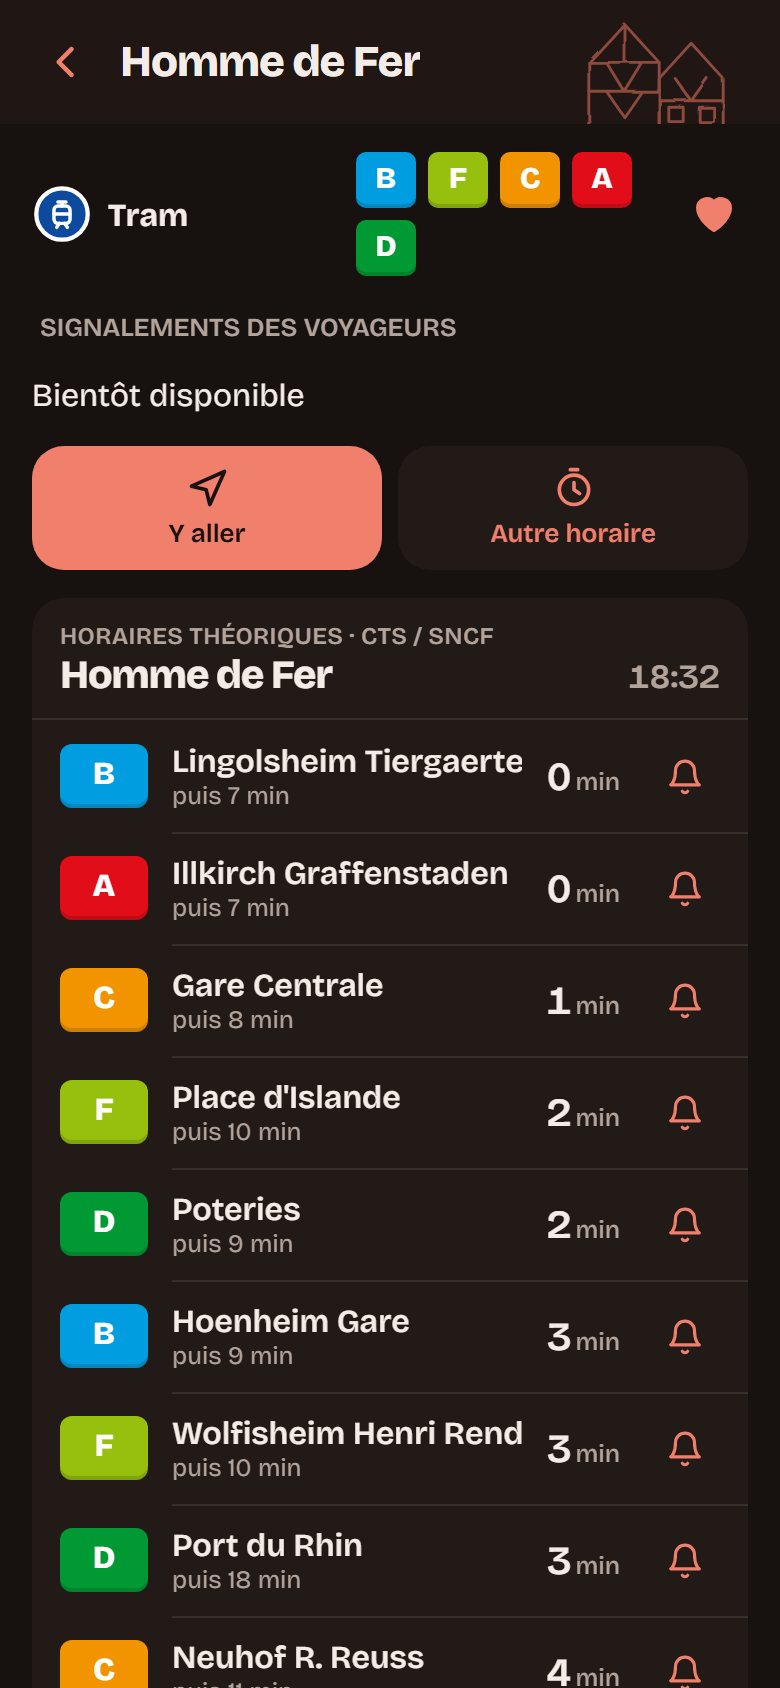 Homme de Fer
Tram
B F C A
D
SIGNALEMENTS DES VOYAGEURS
Bientôt disponible
Y aller
Autre horaire
HORAIRES THÉORIQUES · CTS / SNCF
Homme de Fer 18:32
B Lingolsheim Tiergaerte 0 min
puis 7 min
A Illkirch Graffenstaden 0 min
puis 7 min
C Gare Centrale 1 min
puis 8 min
F Place d'Islande 2 min
puis 10 min
D Poteries 2 min
puis 9 min
B Hoenheim Gare 3 min
puis 9 min
F Wolfisheim Henri Rend 3 min
puis 10 min
D Port du Rhin 3 min
puis 18 min
C Neuhof R. Reuss 4 min
puis 11 min